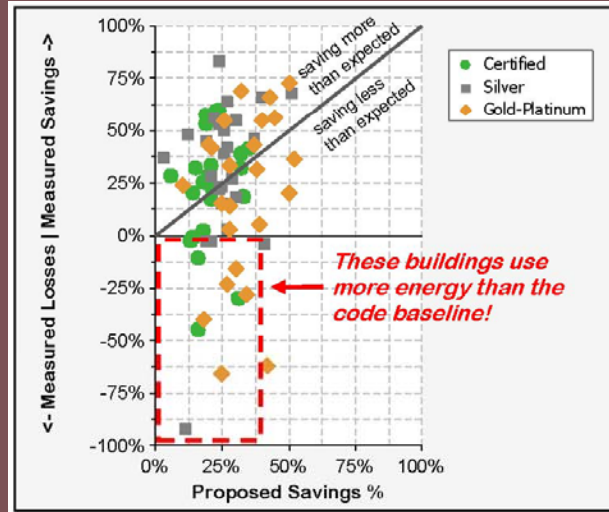 100%
75%
50%
25%
0%
-25%
-50%
-75%
-100%
<- Measured Losses | Measured Savings ->
saving more
than expected
saving less
than expected
Certified
Silver
Gold-Platinum
These buildings use
more energy than the
code baseline!
0%
25%
50%
75%
100%
Proposed Savings %